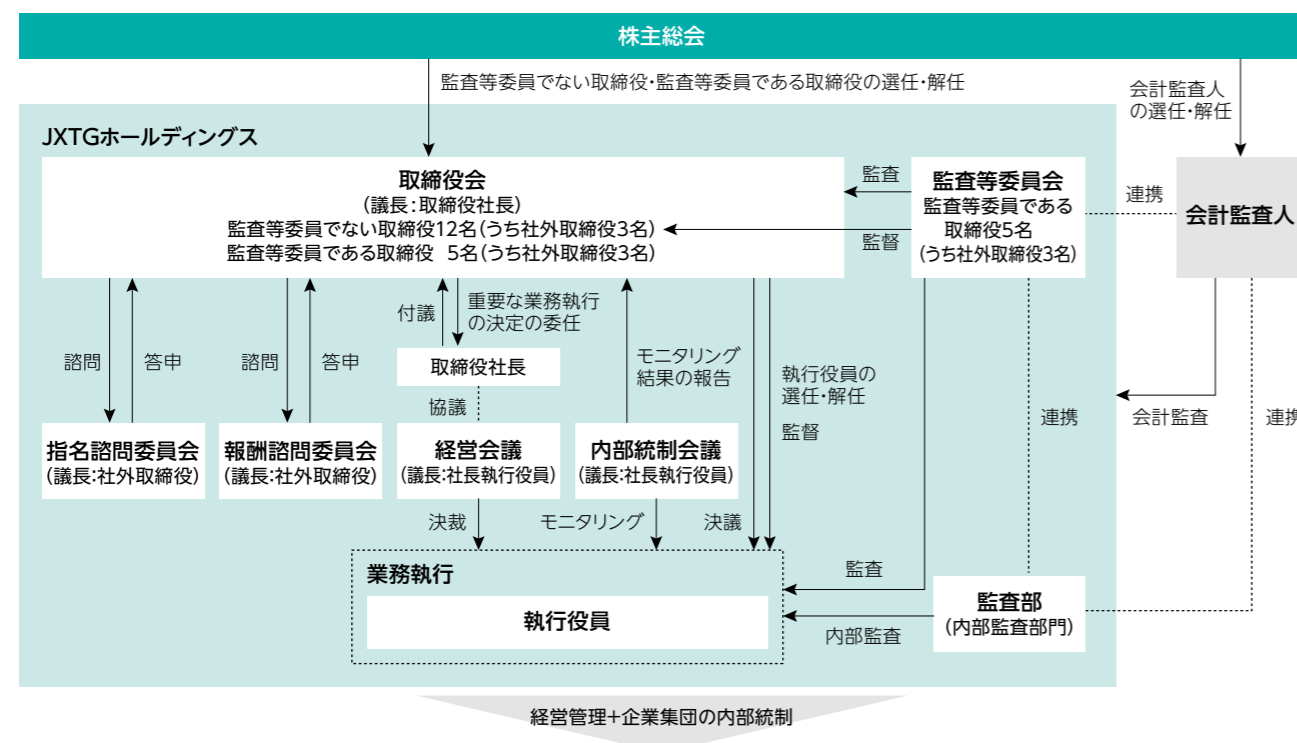 株主総会
監査等委員でない取締役・監査等委員である取締役の選任・解任
会計監査人
の選任・解任
JXTGホールディングス
取締役会
(議長:取締役社長)
監査等委員でない取締役12名(うち社外取締役3名)
監査等委員である取締役 5名(うち社外取締役3名)
監査
監督
監査等委員会
監査等委員である
取締役5名
(うち社外取締役3名)
連携
会計監査人
諮問
答申
諮問
答申
付議
重要な業務執行
の決定の委任
取締役社長
協議
モニタリング
結果の報告
執行役員の
選任・解任
監督
連携
会計監査
連携
指名諮問委員会
(議長:社外取締役)
報酬諮問委員会
(議長:社外取締役)
経営会議
(議長:社長執行役員)
内部統制会議
(議長:社長執行役員)
決裁
モニタリング
決議
業務執行
執行役員
監査
内部監査
監査部
(内部監査部門)
経営管理+企業集団の内部統制